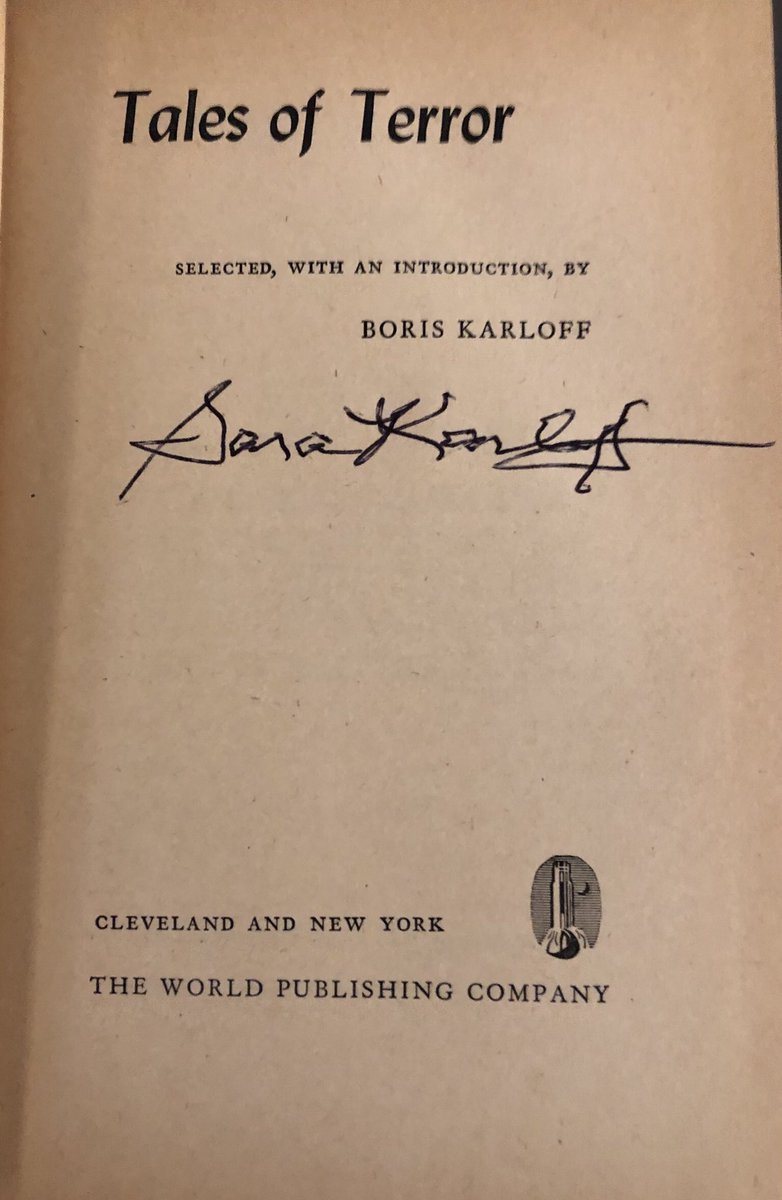 Tales of Terror
SELECTED, WITH AN INTRODUCTION, BY
BORIS KARLOFF
Sara Karloff
CLEVELAND AND NEW YORK
THE WORLD PUBLISHING COMPANY